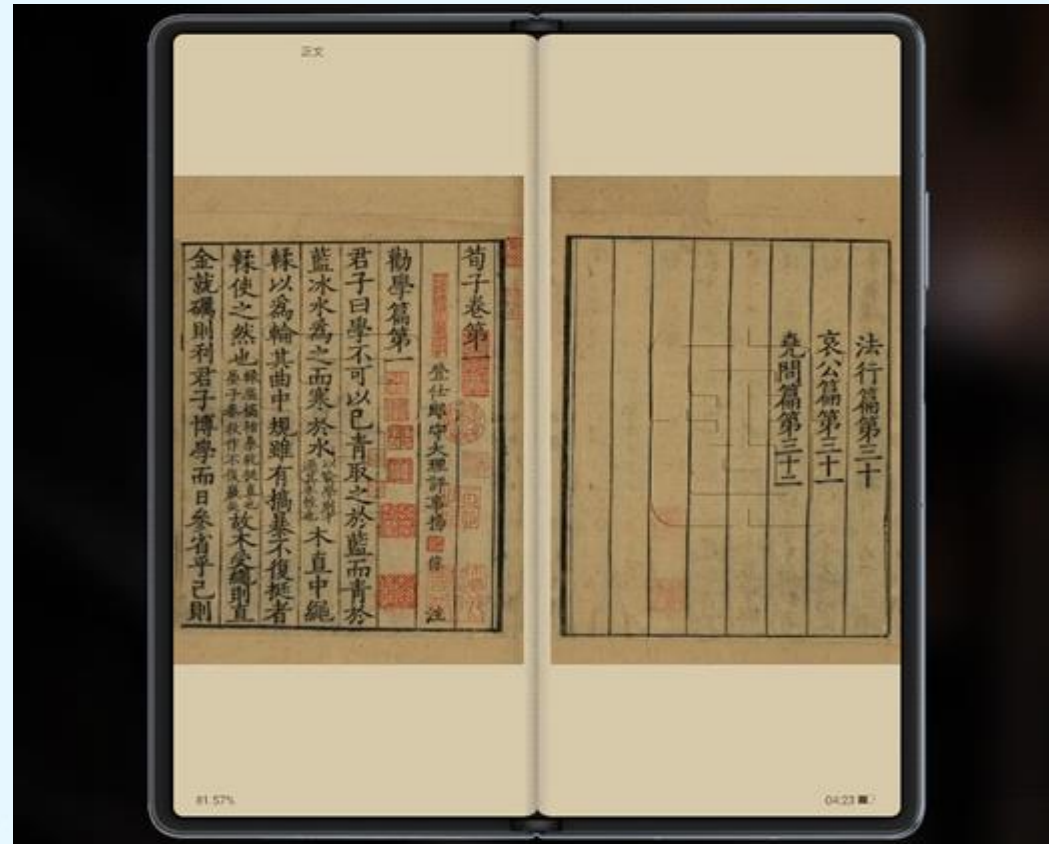 正文
法行篇第三十
哀公篇第三十一
堯問篇第三十二
荀子卷第一
登仕郎守大理評事揚倞注
勸學篇第一
君子曰學不可以已青取之於藍而青於
藍冰水爲之而寒於水木直中繩
輮以爲輪其曲中規雖有槁暴不復挺者
輮使之然也故木受繩則直
金就礪則利君子博學而日參省乎己則
81.57%
04:23